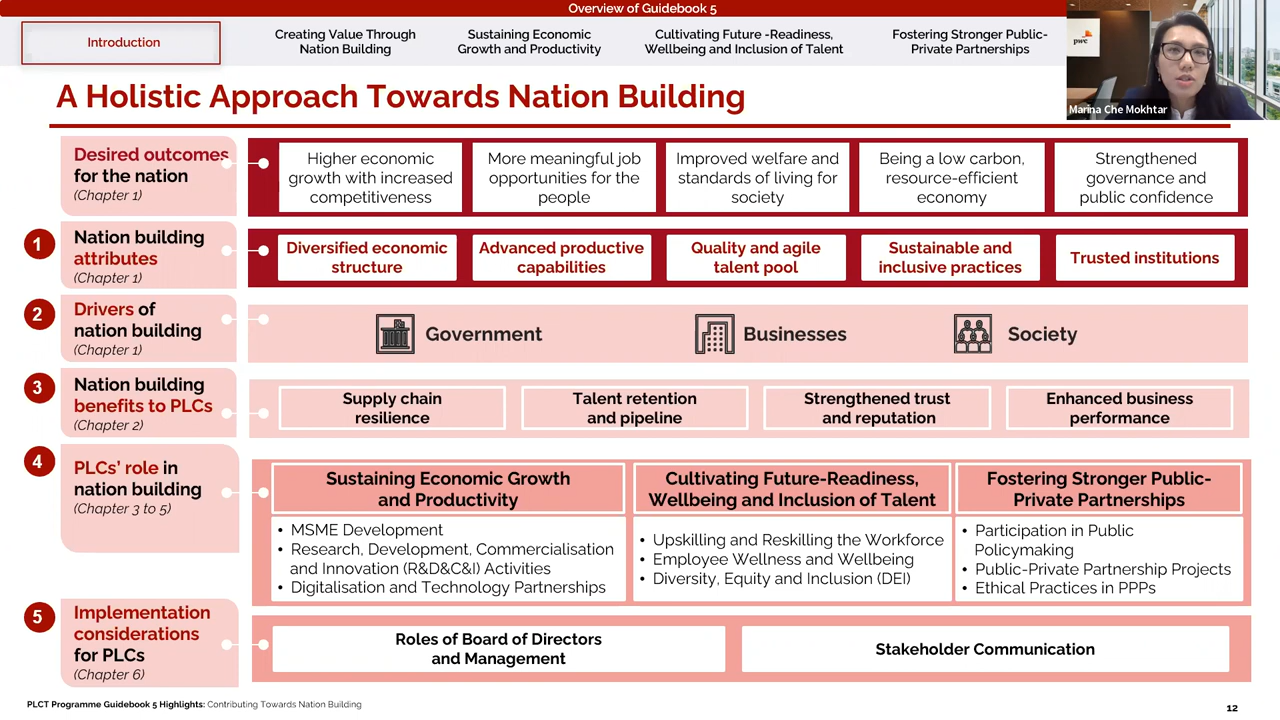 Overview of Guidebook 5
Introduction
Creating Value Through
Nation Building
Sustaining Economic
Growth and Productivity
Cultivating Future -Readiness,
Wellbeing and Inclusion of Talent
Fostering Stronger Public-
Private Partnerships
pwc
Marina Che Mokhtar
A Holistic Approach Towards Nation Building
Desired outcomes
for the nation
(Chapter 1)
Higher economic
growth with increased
competitiveness
More meaningful job
opportunities for the
people
Improved welfare and
standards of living for
society
Being a low carbon,
resource-efficient
economy
Strengthened
governance and
public confidence
1
Nation building
attributes
(Chapter 1)
Diversified economic
structure
Advanced productive
capabilities
Quality and agile
talent pool
Sustainable and
inclusive practices
Trusted institutions
2
Drivers of
nation building
(Chapter 1)
Government
Businesses
Society
3
Nation building
benefits to PLCs
(Chapter 2)
Supply chain
resilience
Talent retention
and pipeline
Strengthened trust
and reputation
Enhanced business
performance
4
PLCs' role in
nation building
(Chapter 3 to 5)
Sustaining Economic Growth
and Productivity
• MSME Development
• Research, Development, Commercialisation
and Innovation (R&D&C&I) Activities
• Digitalisation and Technology Partnerships
Cultivating Future-Readiness,
Wellbeing and Inclusion of Talent
• Upskilling and Reskilling the Workforce
• Employee Wellness and Wellbeing
• Diversity, Equity and Inclusion (DEI)
Fostering Stronger Public-
Private Partnerships
• Participation in Public
Policymaking
• Public-Private Partnership Projects
• Ethical Practices in PPPs
5
Implementation
considerations
for PLCs
(Chapter 6)
Roles of Board of Directors
and Management
Stakeholder Communication
PLCT Programme Guidebook 5 Highlights: Contributing Towards Nation Building
12